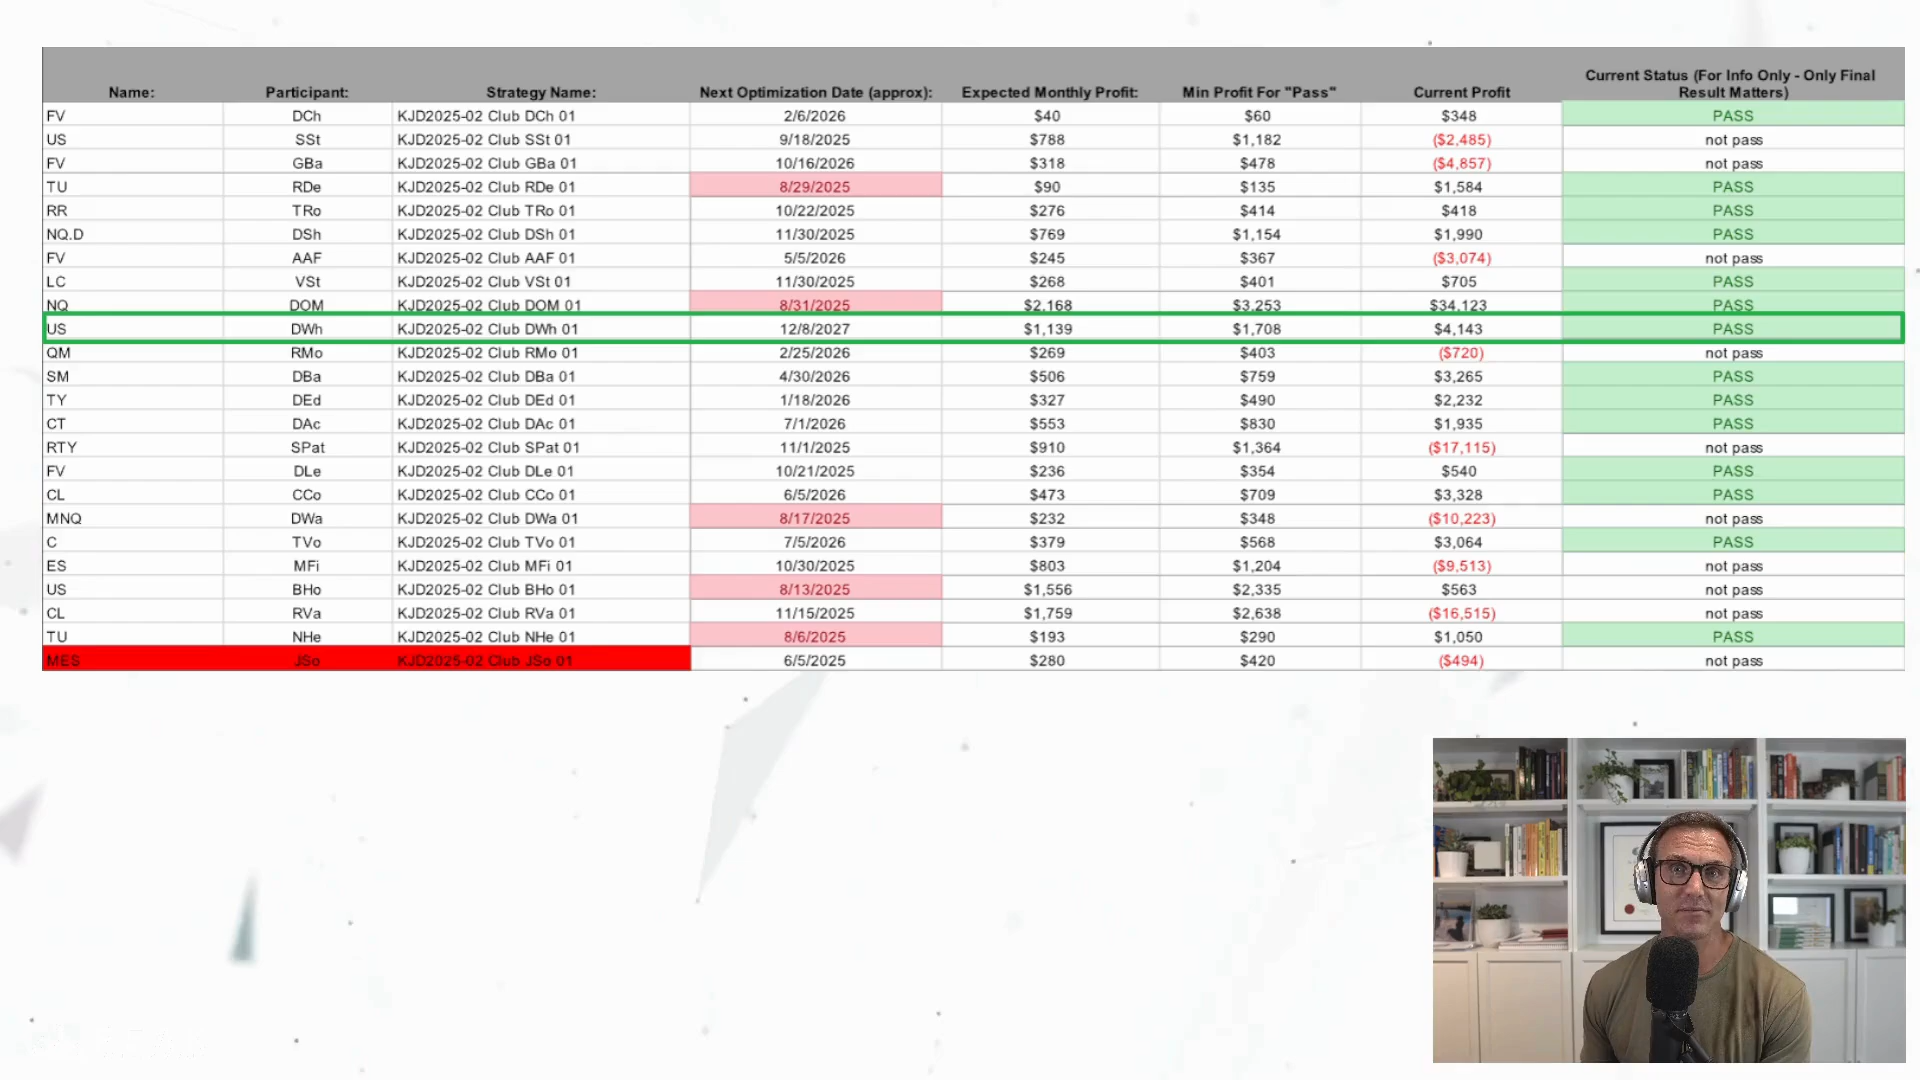 Name: Participant: Strategy Name: Next Optimization Date (approx): Expected Monthly Profit: Min Profit For "Pass" Current Profit Current Status (For Info Only - Only Final Result Matters)
FV DCh KJD2025-02 Club DCh 01 2/6/2026 $40 $60 $348 PASS
US SSt KJD2025-02 Club SSt 01 9/18/2025 $788 $1,182 ($2,485) not pass
FV GBa KJD2025-02 Club GBa 01 10/16/2026 $318 $478 ($4,857) not pass
TU RDe KJD2025-02 Club RDe 01 8/29/2025 $90 $135 $1,584 PASS
RR TRo KJD2025-02 Club TRo 01 10/22/2025 $276 $414 $418 PASS
NQ.D DSh KJD2025-02 Club DSh 01 11/30/2025 $769 $1,154 $1,990 PASS
FV AAF KJD2025-02 Club AAF 01 5/5/2026 $245 $367 ($3,074) not pass
LC VSt KJD2025-02 Club VSt 01 11/30/2025 $268 $401 $705 PASS
NQ DOM KJD2025-02 Club DOM 01 8/31/2025 $2,168 $3,253 $34,123 PASS
US DWh KJD2025-02 Club DWh 01 12/8/2027 $1,139 $1,708 $4,143 PASS
QM RMo KJD2025-02 Club RMo 01 2/25/2026 $269 $403 ($720) not pass
SM DBa KJD2025-02 Club DBa 01 4/30/2026 $506 $759 $3,265 PASS
TY DEd KJD2025-02 Club DEd 01 1/18/2026 $327 $490 $2,232 PASS
CT DAc KJD2025-02 Club DAc 01 7/1/2026 $553 $830 $1,935 PASS
RTY SPat KJD2025-02 Club SPat 01 11/1/2025 $910 $1,364 ($17,115) not pass
FV DLe KJD2025-02 Club DLe 01 10/21/2025 $236 $354 $540 PASS
CL CCo KJD2025-02 Club CCo 01 6/5/2026 $473 $709 $3,328 PASS
MNQ DWa KJD2025-02 Club DWa 01 8/17/2025 $232 $348 ($10,223) not pass
C TVo KJD2025-02 Club TVo 01 7/5/2026 $379 $568 $3,064 PASS
ES MFi KJD2025-02 Club MFi 01 10/30/2025 $803 $1,204 ($9,513) not pass
US BHo KJD2025-02 Club BHo 01 8/13/2025 $1,556 $2,335 $563 not pass
CL RVa KJD2025-02 Club RVa 01 11/15/2025 $1,759 $2,638 ($16,515) not pass
TU NHe KJD2025-02 Club NHe 01 8/6/2025 $193 $290 $1,050 PASS
MES JSo KJD2025-02 Club JSo 01 6/5/2025 $280 $420 ($494) not pass